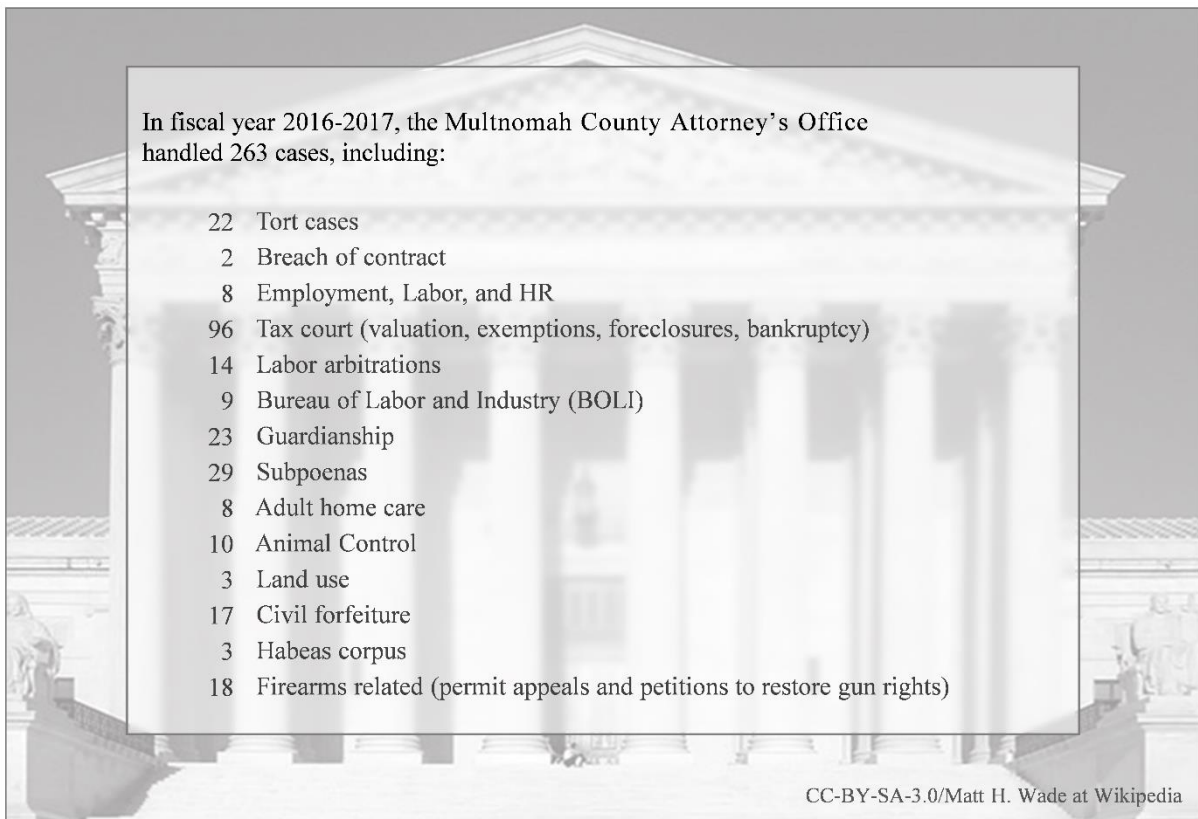 In fiscal year 2016-2017, the Multnomah County Attorney’s Office
handled 263 cases, including:
22 Tort cases
2 Breach of contract
8 Employment, Labor, and HR
96 Tax court (valuation, exemptions, foreclosures, bankruptcy)
14 Labor arbitrations
9 Bureau of Labor and Industry (BOLI)
23 Guardianship
29 Subpoenas
8 Adult home care
10 Animal Control
3 Land use
17 Civil forfeiture
3 Habeas corpus
18 Firearms related (permit appeals and petitions to restore gun rights)
CC-BY-SA-3.0/Matt H. Wade at Wikipedia